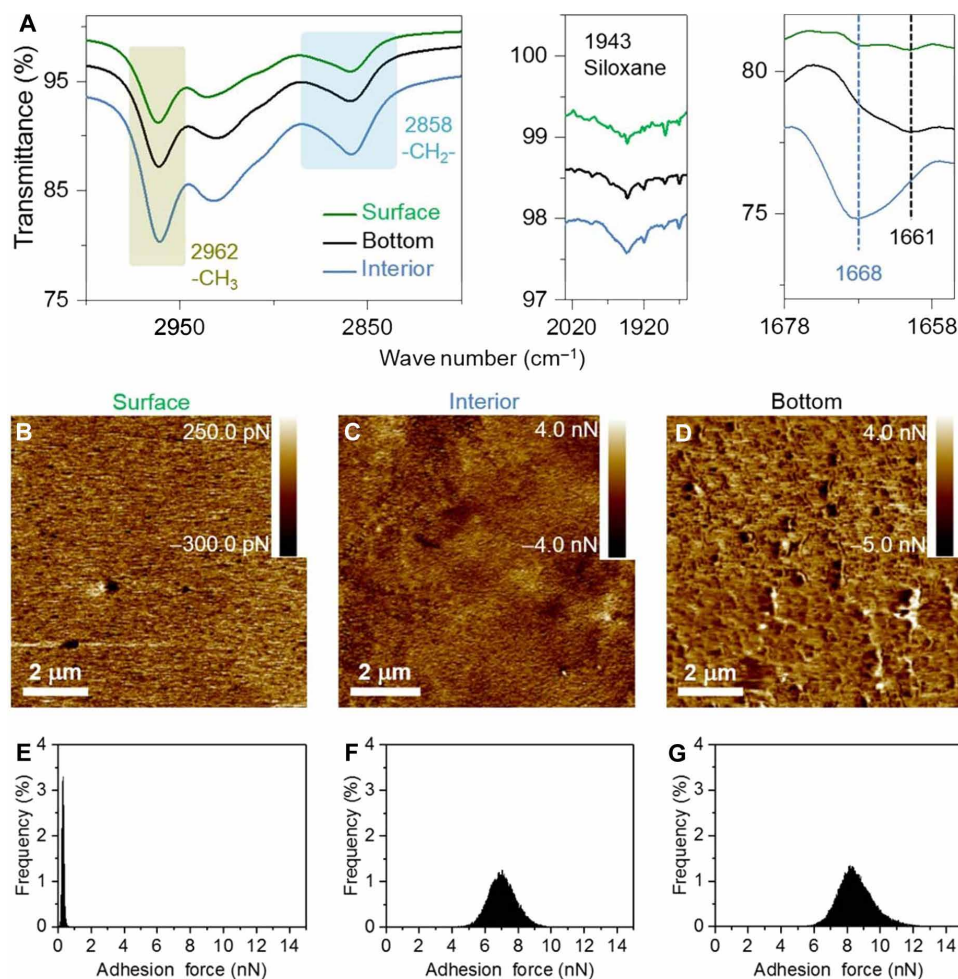 A
Transmittance (%)
95
85
75
2950
2850
2962
-CH₃
2858
-CH₂-
Surface
Bottom
Interior
100
99
98
97
1943
Siloxane
2020
1920
80
75
1668
1661
1678
1658
Wave number (cm⁻¹)
Surface
Interior
Bottom
B
250.0 pN
–300.0 pN
2 μm
C
4.0 nN
–4.0 nN
2 μm
D
4.0 nN
–5.0 nN
2 μm
E
Frequency (%)
4
3
2
1
0
0 2 4 6 8 10 12 14
Adhesion force (nN)
F
Frequency (%)
4
3
2
1
0
0 2 4 6 8 10 12 14
Adhesion force (nN)
G
Frequency (%)
4
3
2
1
0
0 2 4 6 8 10 12 14
Adhesion force (nN)